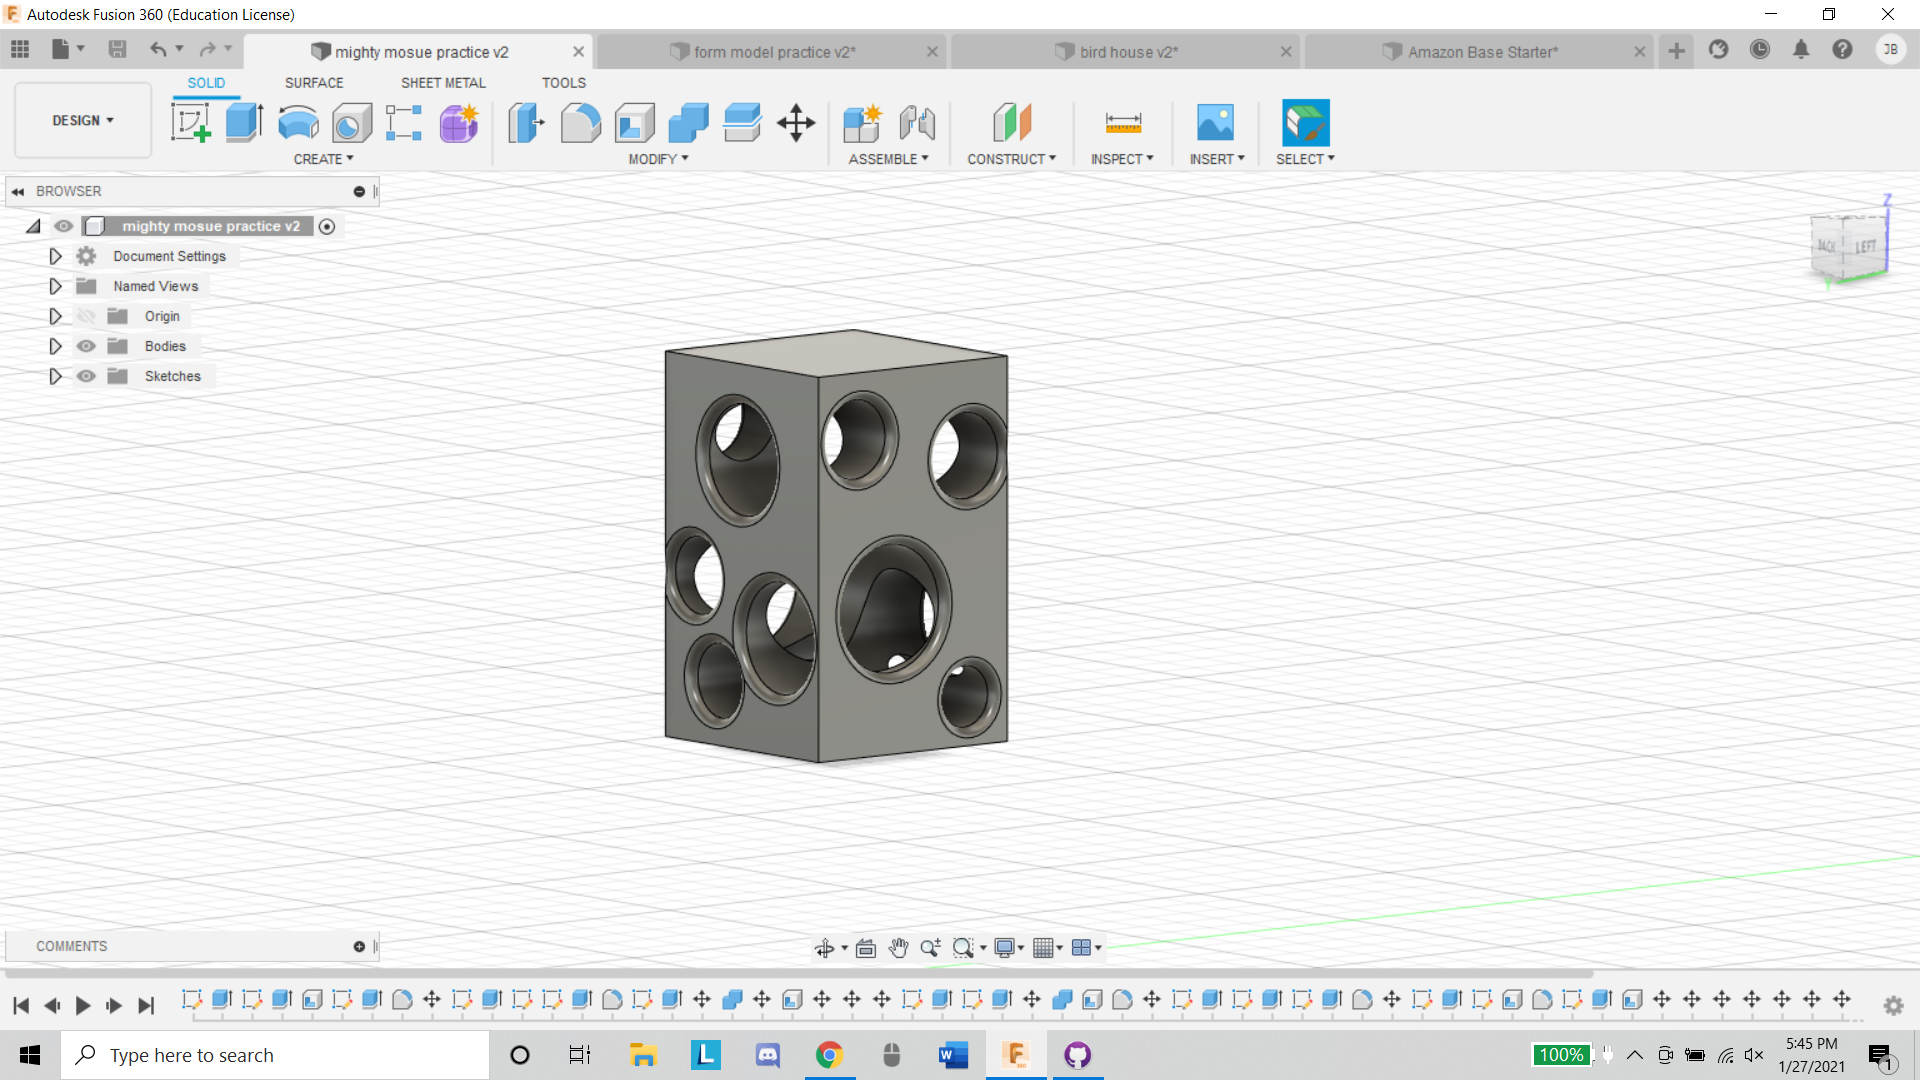 Autodesk Fusion 360 (Education License)
mighty mosue practice v2
form model practice v2*
bird house v2*
Amazon Base Starter*
JB
SOLID
SURFACE
SHEET METAL
TOOLS
DESIGN
CREATE
MODIFY
ASSEMBLE
CONSTRUCT
INSPECT
INSERT
SELECT
BROWSER
mighty mosue practice v2
Document Settings
Named Views
Origin
Bodies
Sketches
Z
BACK
LEFT
Y
COMMENTS
Type here to search
L
W
F
360
100%
5:45 PM
1/27/2021
1